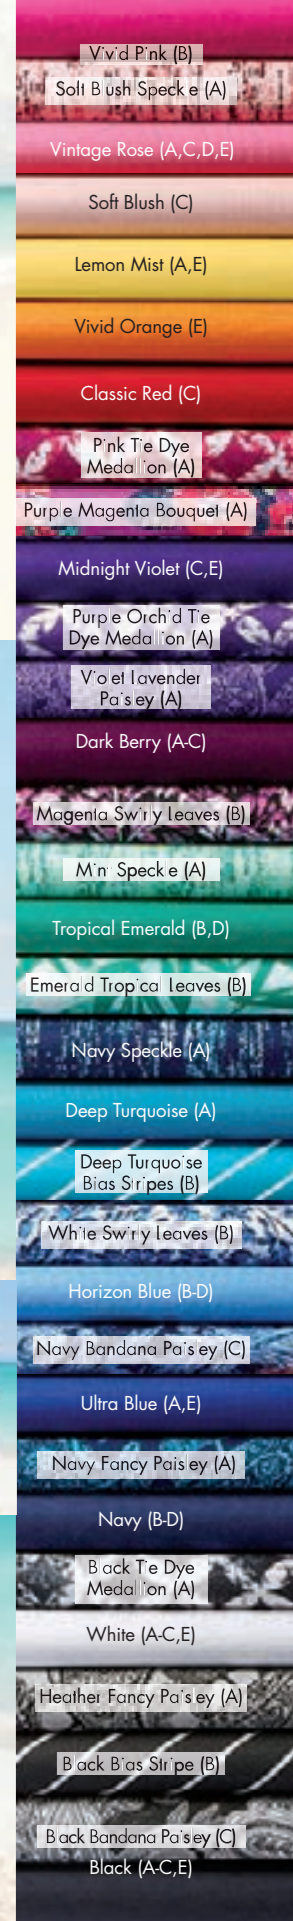 Vivid Pink (B)
Soft Blush Speckle (A)
Vintage Rose (A,C,D,E)
Soft Blush (C)
Lemon Mist (A,E)
Vivid Orange (E)
Classic Red (C)
Pink Tie Dye
Medallion (A)
Purple Magenta Bouquet (A)
Midnight Violet (C,E)
Purple Orchid Tie
Dye Medallion (A)
Violet Lavender
Paisley (A)
Dark Berry (A-C)
Magenta Swirly Leaves (B)
Mint Speckle (A)
Tropical Emerald (B,D)
Emerald Tropical Leaves (B)
Navy Speckle (A)
Deep Turquoise (A)
Deep Turquoise
Bias Stripes (B)
White Swirly Leaves (B)
Horizon Blue (B-D)
Navy Bandana Paisley (C)
Ultra Blue (A,E)
Navy Fancy Paisley (A)
Navy (B-D)
Black Tie Dye
Medallion (A)
White (A-C,E)
Heather Fancy Paisley (A)
Black Bias Stripe (B)
Black Bandana Paisley (C)
Black (A-C,E)